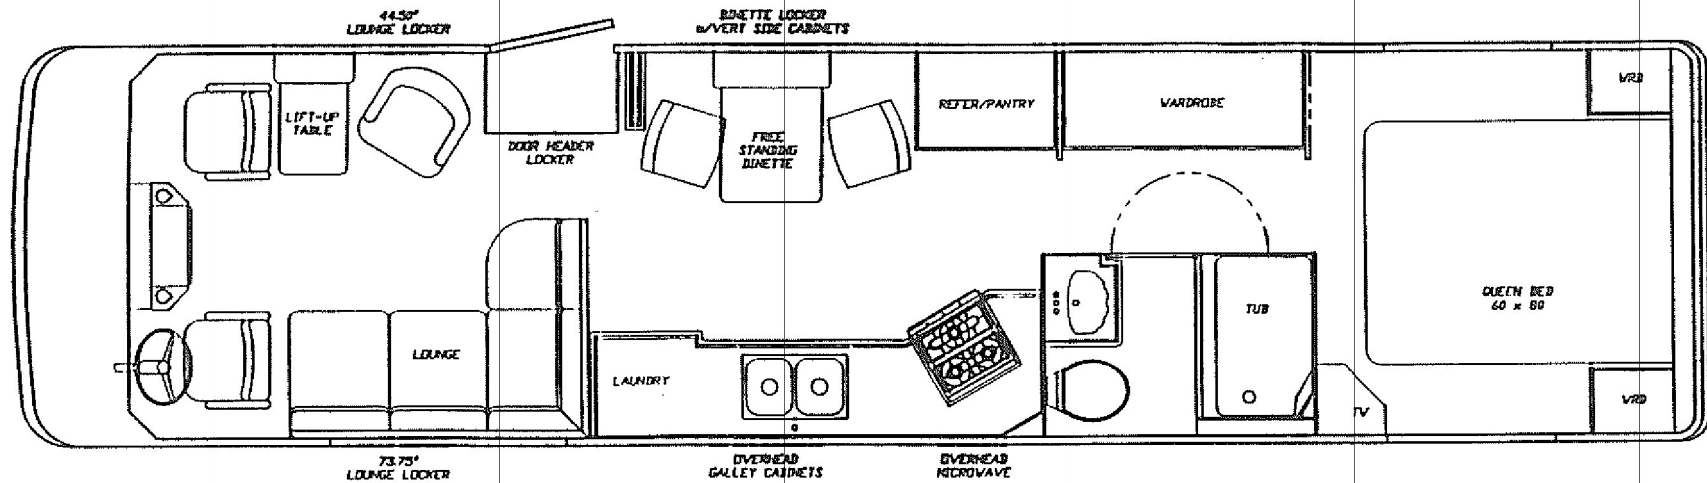 44.50"
LOUNGE LOCKER
DINETTE LOCKER
w/VERT SIDE CABINETS
LIFT-UP
TABLE
DOOR HEADER
LOCKER
FREE
STANDING
DINETTE
REFER/PANTRY
WARDROBE
WRD
LOUNGE
LAUNDRY
TUB
QUEEN BED
60 x 80
TV
WRD
73.75"
LOUNGE LOCKER
OVERHEAD
GALLEY CABINETS
OVERHEAD
MICROWAVE